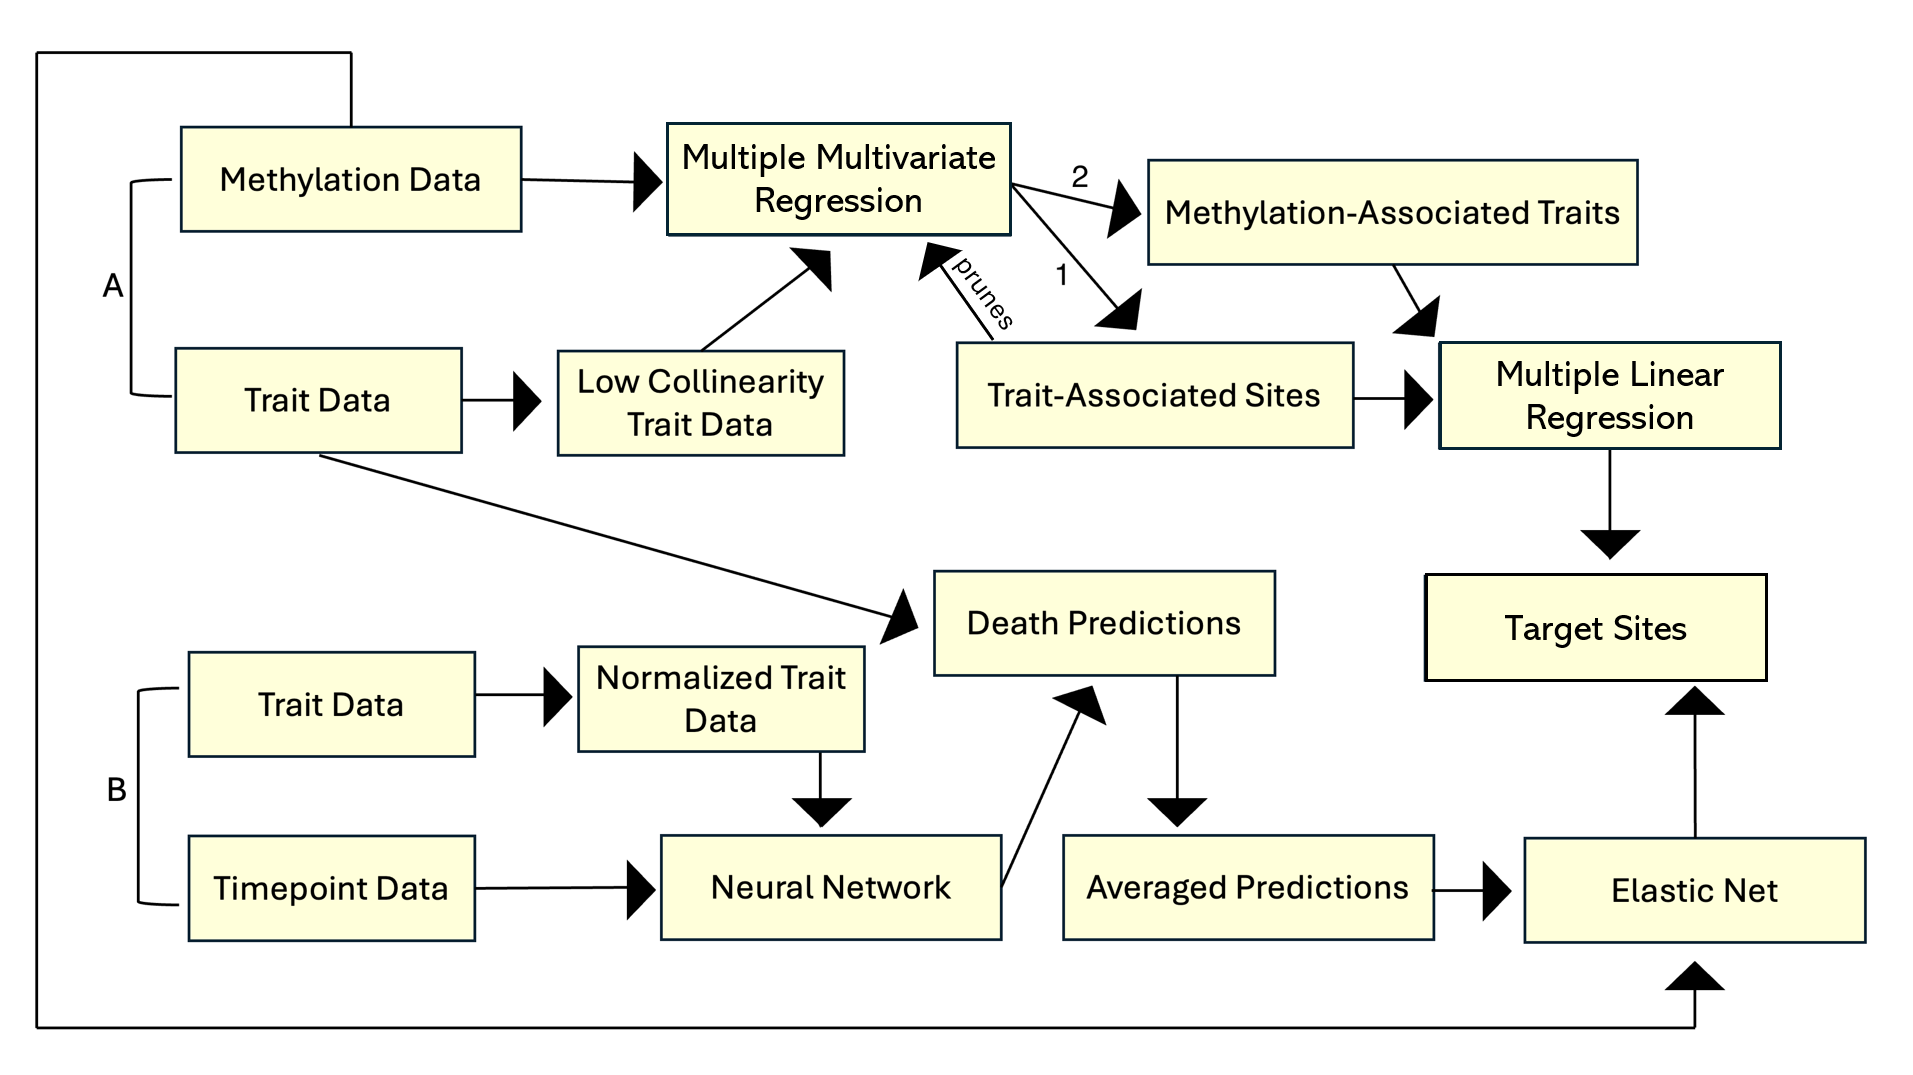 Methylation Data
Multiple Multivariate
Regression
2
Methylation-Associated Traits
1
prunes
A
Trait Data
Low Collinearity
Trait Data
Trait-Associated Sites
Multiple Linear
Regression
Death Predictions
Target Sites
B
Trait Data
Normalized Trait
Data
Timepoint Data
Neural Network
Averaged Predictions
Elastic Net